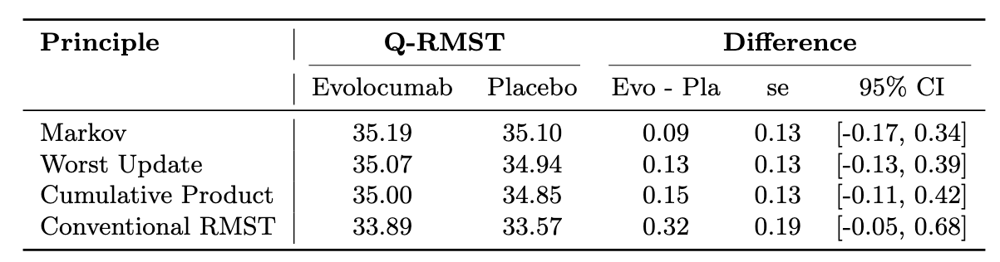 Principle Q-RMST Difference
Evolocumab Placebo Evo - Pla se 95% CI
Markov 35.19 35.10 0.09 0.13 [-0.17, 0.34]
Worst Update 35.07 34.94 0.13 0.13 [-0.13, 0.39]
Cumulative Product 35.00 34.85 0.15 0.13 [-0.11, 0.42]
Conventional RMST 33.89 33.57 0.32 0.19 [-0.05, 0.68]